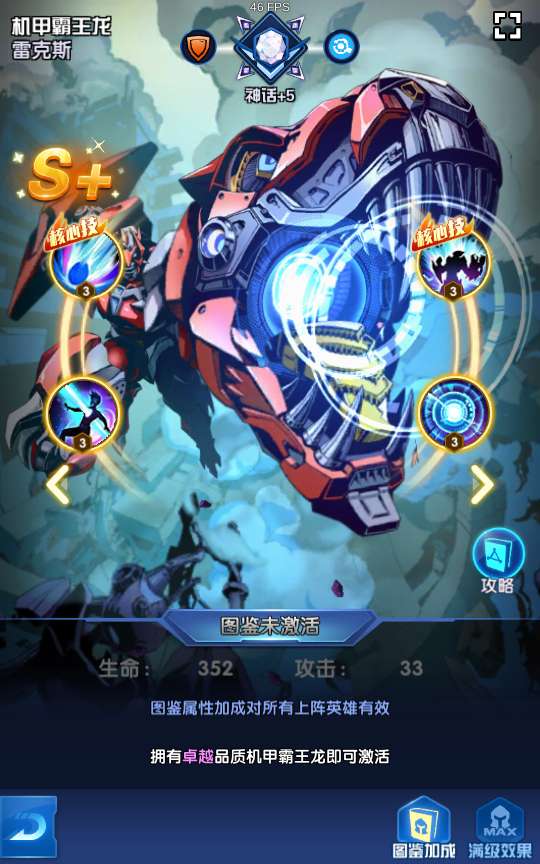 46 FPS
机甲霸王龙
雷克斯
神话+5
S+
核心技
核心技
3
3
3
3
攻略
图鉴未激活
生命： 352 攻击： 33
图鉴属性加成对所有上阵英雄有效
拥有卓越品质机甲霸王龙即可激活
MAX
图鉴加成
满级效果